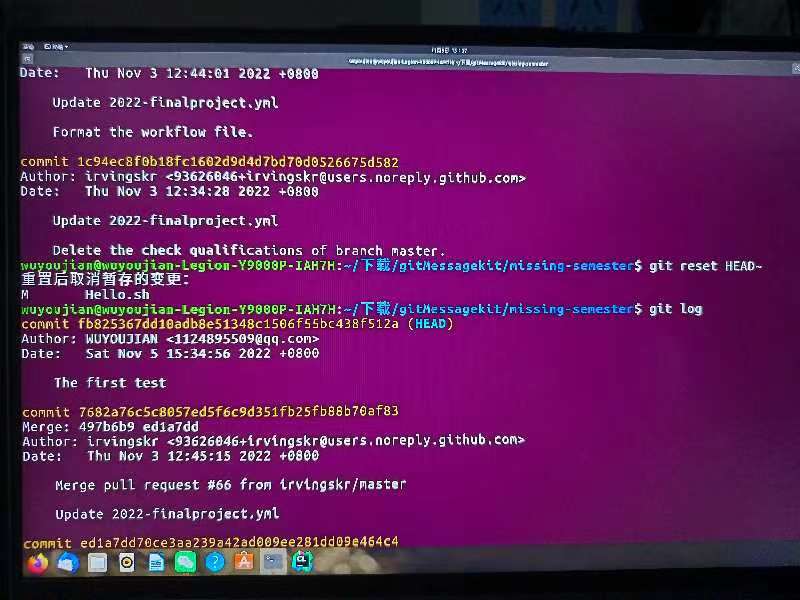 Date:   Thu Nov 3 12:44:01 2022 +0800
Update 2022-finalproject.yml
Format the workflow file.
commit 1c94ec8f0b18fc1602d9d4d7bd70d0526675d582
Author: irvingskr <93626046+irvingskr@users.noreply.github.com>
Date:   Thu Nov 3 12:34:28 2022 +0800
Update 2022-finalproject.yml
Delete the check qualifications of branch master.
wuyoujian@wuyoujian-Legion-Y9000P-IAH7H:~/下载/gitMessagekit/missing-semester$ git reset HEAD~
重置后取消暂存的变更:
M       Hello.sh
wuyoujian@wuyoujian-Legion-Y9000P-IAH7H:~/下载/gitMessagekit/missing-semester$ git log
commit fb825367dd10adb8e51348c1506f55bc438f512a (HEAD)
Author: WUYOUJIAN <1124895509@qq.com>
Date:   Sat Nov 5 15:34:56 2022 +0800
The first test
commit 7682a76c5c8057ed5f6c9d351fb25fb88b70af83
Merge: 497b6b9 ed1a7dd
Author: irvingskr <93626046+irvingskr@users.noreply.github.com>
Date:   Thu Nov 3 12:45:15 2022 +0800
Merge pull request #66 from irvingskr/master
Update 2022-finalproject.yml
commit ed1a7dd70ce3aa239a42ad009ee281dd09e464c4